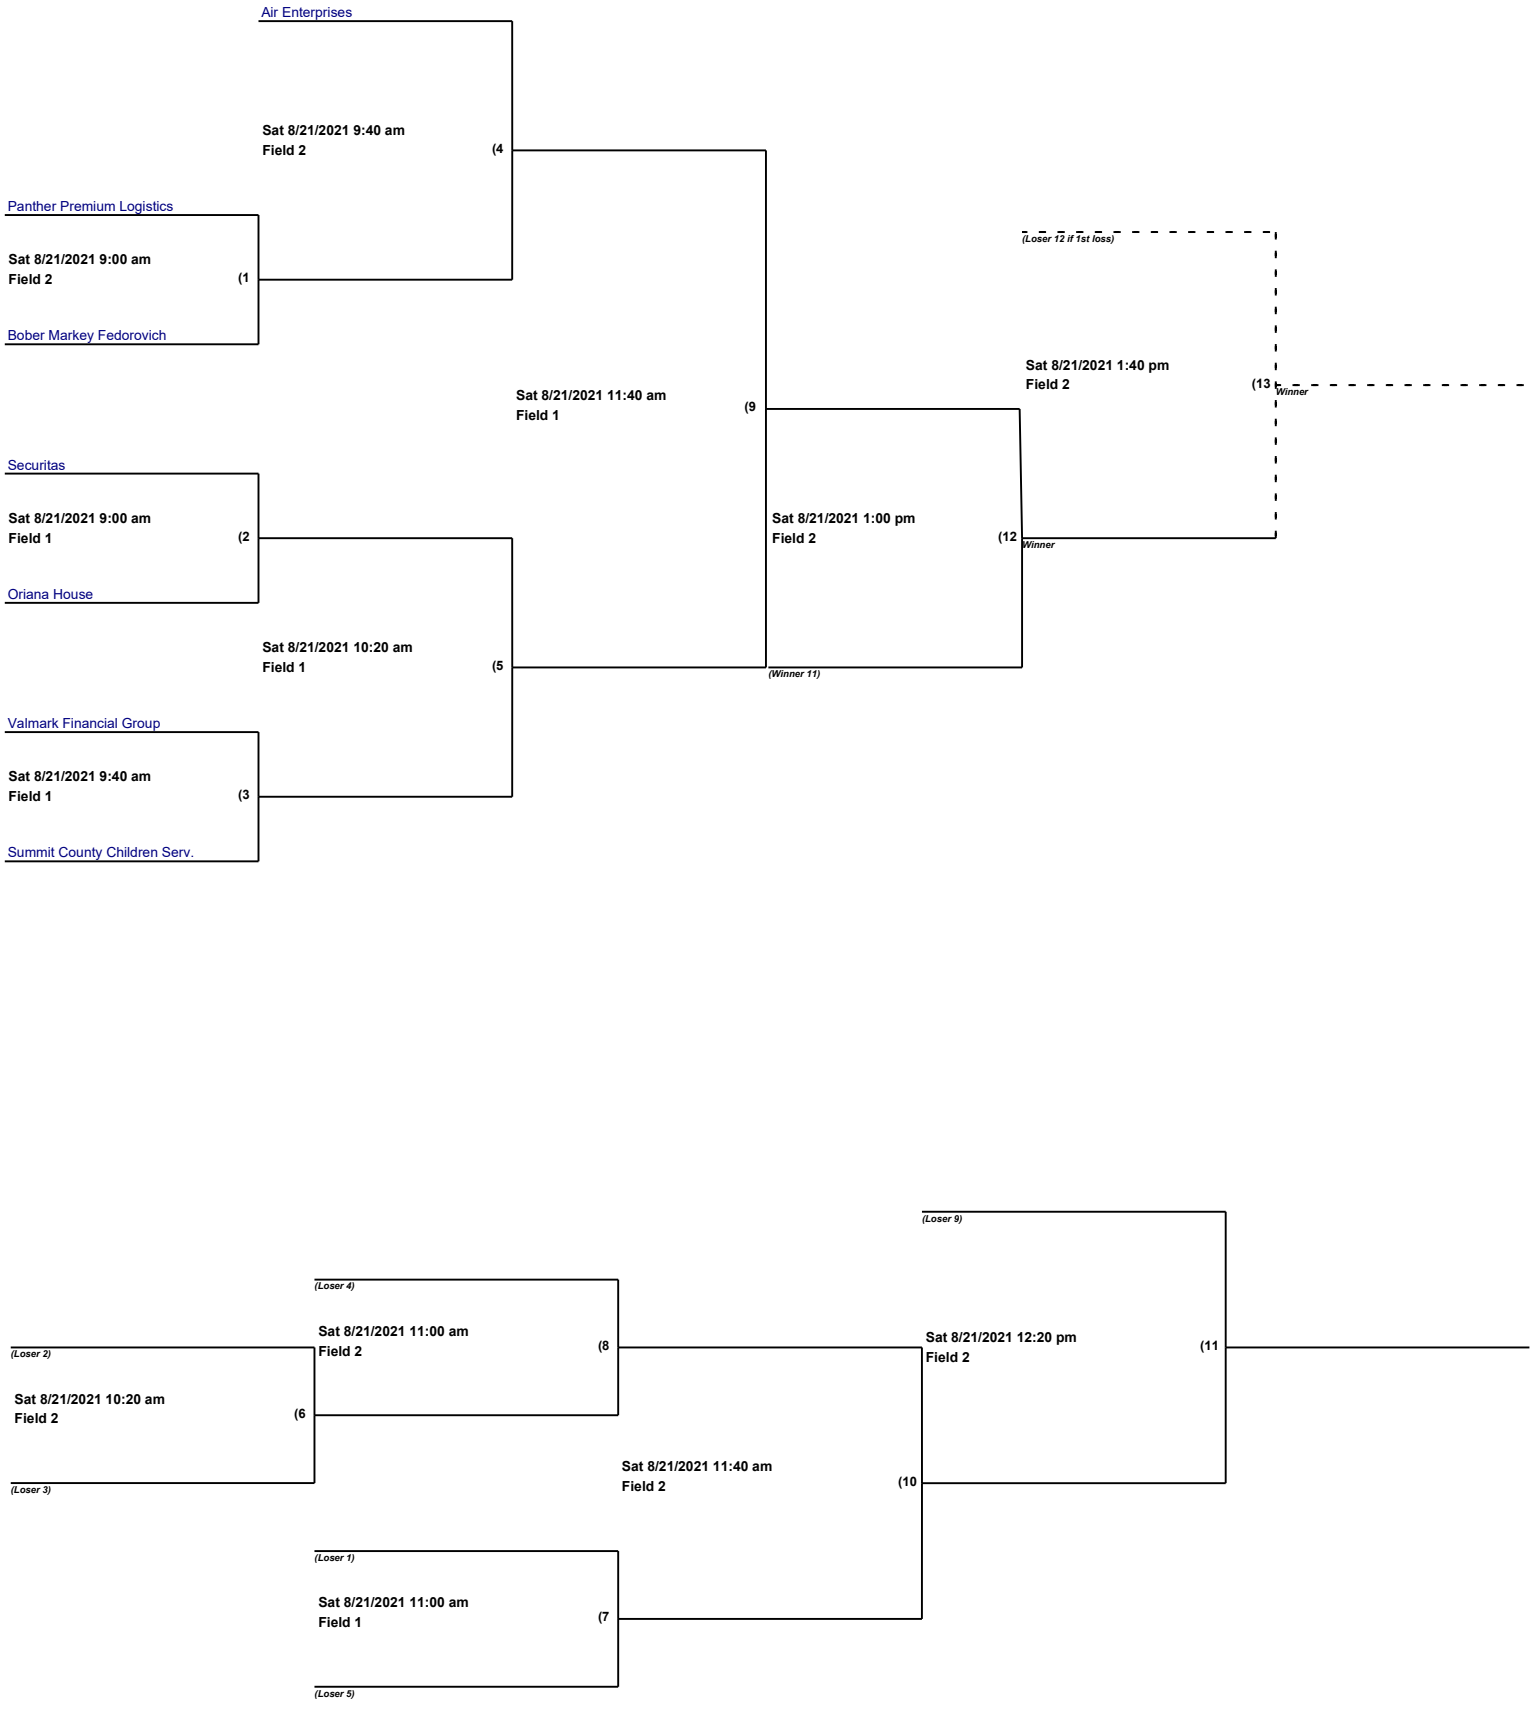 Air Enterprises
Sat 8/21/2021 9:40 am
Field 2
(4
Panther Premium Logistics
Sat 8/21/2021 9:00 am
Field 2
(1
Bober Markey Fedorovich
(Loser 12 if 1st loss)
Sat 8/21/2021 1:40 pm
Field 2
(13
Winner
Sat 8/21/2021 11:40 am
Field 1
(9
Securitas
Sat 8/21/2021 9:00 am
Field 1
(2
Oriana House
Sat 8/21/2021 1:00 pm
Field 2
(12
Winner
Sat 8/21/2021 10:20 am
Field 1
(5
(Winner 11)
Valmark Financial Group
Sat 8/21/2021 9:40 am
Field 1
(3
Summit County Children Serv.
(Loser 9)
(Loser 4)
Sat 8/21/2021 11:00 am
Field 2
(8
Sat 8/21/2021 12:20 pm
Field 2
(11
(Loser 2)
Sat 8/21/2021 10:20 am
Field 2
(6
(Loser 3)
Sat 8/21/2021 11:40 am
Field 2
(10
(Loser 1)
Sat 8/21/2021 11:00 am
Field 1
(7
(Loser 5)